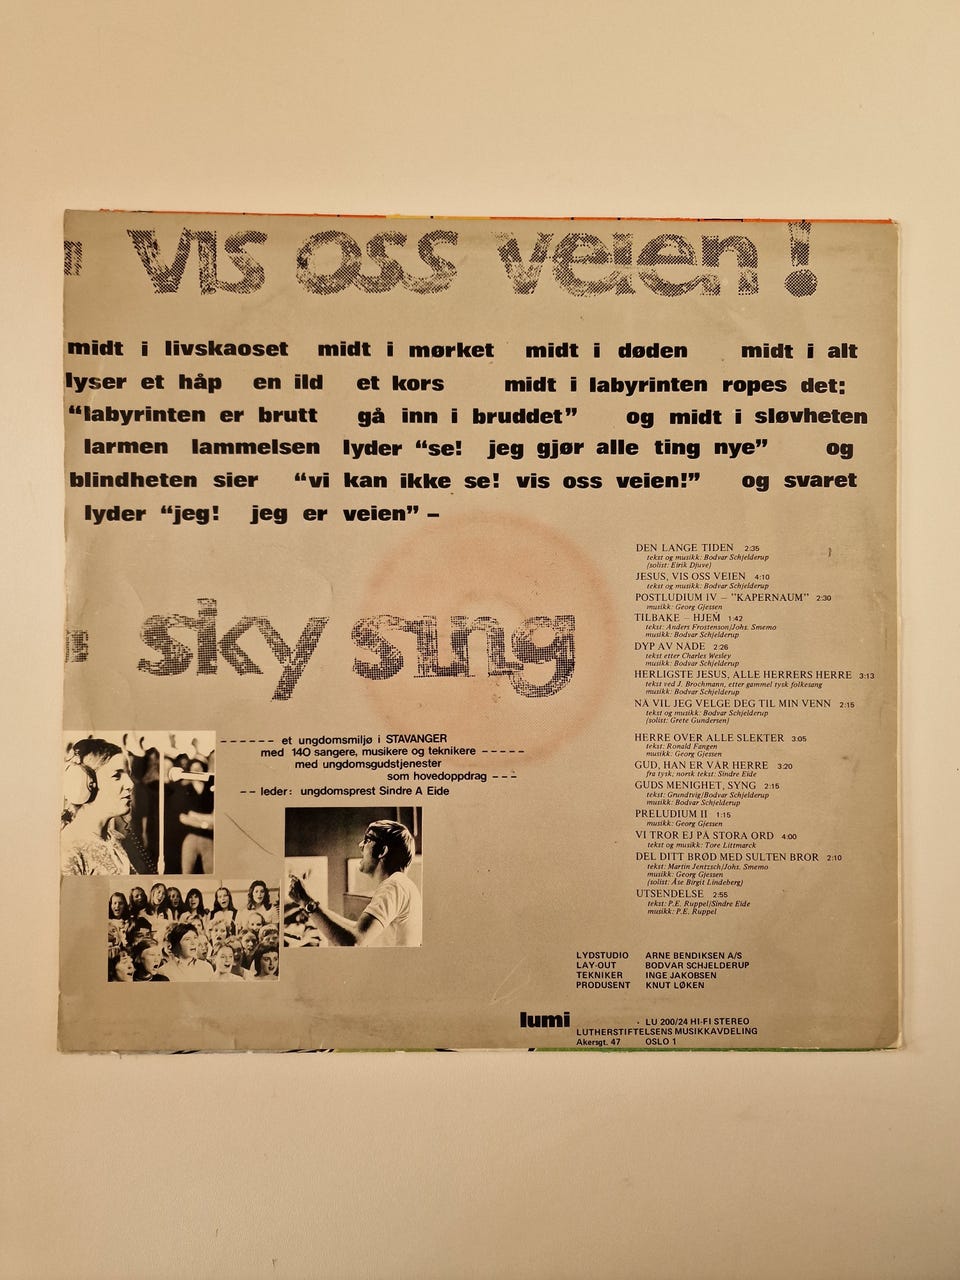 vis oss veien!
midt i livskaoset midt i mørket midt i døden midt i alt
lyser et håp en ild et kors midt i labyrinten ropes det:
"labyrinten er brutt gå inn i bruddet" og midt i sløvheten
larmen lammelsen lyder "se! jeg gjør alle ting nye" og
blindheten sier "vi kan ikke se! vis oss veien!" og svaret
lyder "jeg! jeg er veien" –
sky sing
------ et ungdomsmiljø i STAVANGER
med 140 sangere, musikere og teknikere -----
med ungdomsgudstjenester
som hovedoppdrag ---
-- leder: ungdomsprest Sindre A Eide
DEN LANGE TIDEN 2:35
tekst og musikk: Bodvar Schjelderup
(solist: Eirik Djuve)
JESUS, VIS OSS VEIEN 4:10
tekst og musikk: Bodvar Schjelderup
POSTLUDIUM IV – "KAPERNAUM" 2:30
musikk: Georg Gjessen
TILBAKE – HJEM 1:42
tekst: Anders Frostenson/Johs. Smemo
musikk: Bodvar Schjelderup
DYP AV NÅDE 2:26
tekst etter Charles Wesley
musikk: Bodvar Schjelderup
HERLIGSTE JESUS, ALLE HERRERS HERRE 3:13
tekst ved J. Brochmann, etter gammel tysk folkesang
musikk: Bodvar Schjelderup
NÅ VIL JEG VELGE DEG TIL MIN VENN 2:15
tekst og musikk: Bodvar Schjelderup
(solist: Grete Gundersen)
HERRE OVER ALLE SLEKTER 3:05
tekst: Ronald Fangen
musikk: Georg Gjessen
GUD, HAN ER VÅR HERRE 3:20
fra tysk; norsk tekst: Sindre Eide
GUDS MENIGHET, SYNG 2:15
tekst: Grundtvig/Bodvar Schjelderup
musikk: Bodvar Schjelderup
PRELUDIUM II 1:15
musikk: Georg Gjessen
VI TROR EJ PÅ STORA ORD 4:00
tekst og musikk: Tore Littmarck
DEL DITT BRØD MED SULTEN BROR 2:10
tekst: Martin Jentzsch/Johs. Smemo
musikk: Georg Gjessen
(solist: Åse Birgit Lindeberg)
UTSENDELSE 2:55
tekst: P.E. Ruppel/Sindre Eide
musikk: P.E. Ruppel
LYDSTUDIO ARNE BENDIKSEN A/S
LAY-OUT BODVAR SCHJELDERUP
TEKNIKER INGE JAKOBSEN
PRODUSENT KNUT LØKEN
lumi · LU 200/24 HI-FI STEREO
LUTHERSTIFTELSENS MUSIKKAVDELING
Akersgt. 47 OSLO 1